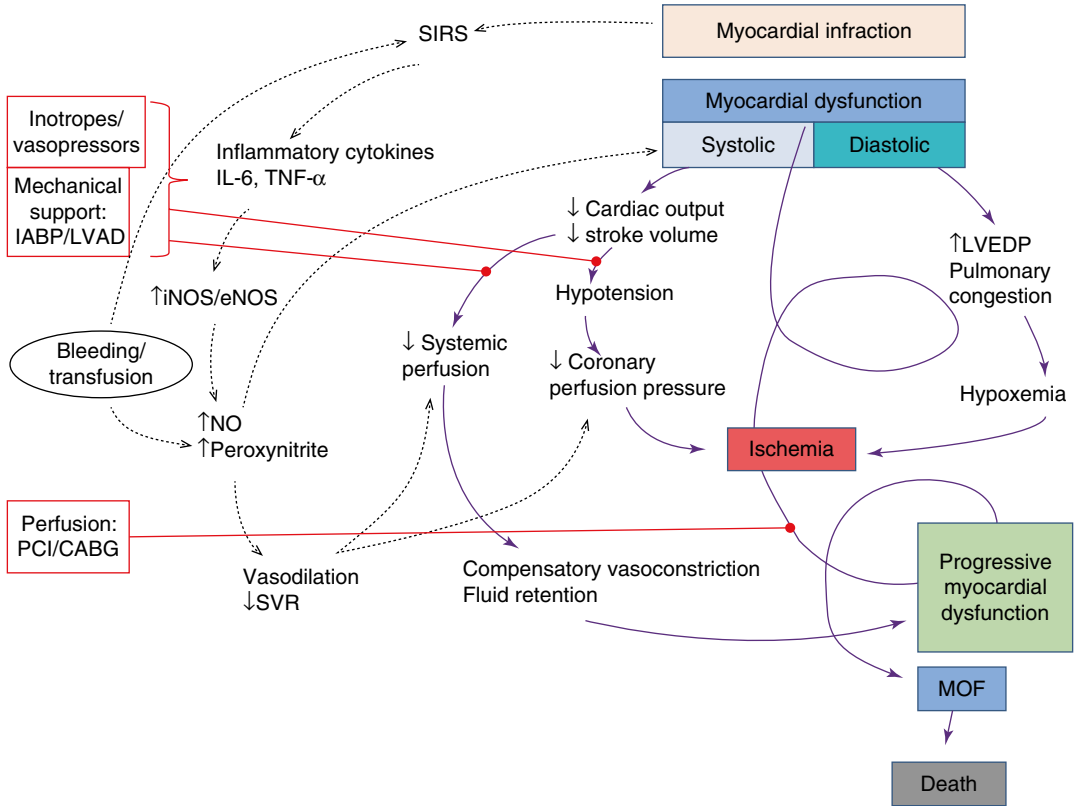 SIRS
Myocardial infraction
Myocardial dysfunction
Systolic
Diastolic
Inotropes/
vasopressors
Mechanical
support:
IABP/LVAD
Inflammatory cytokines
IL-6, TNF-α
↓ Cardiac output
↓ stroke volume
↑LVEDP
Pulmonary
congestion
↑iNOS/eNOS
Hypotension
Bleeding/
transfusion
↓ Systemic
perfusion
↓ Coronary
perfusion pressure
Hypoxemia
↑NO
↑Peroxynitrite
Ischemia
Perfusion:
PCI/CABG
Vasodilation
↓SVR
Compensatory vasoconstriction
Fluid retention
Progressive
myocardial
dysfunction
MOF
Death